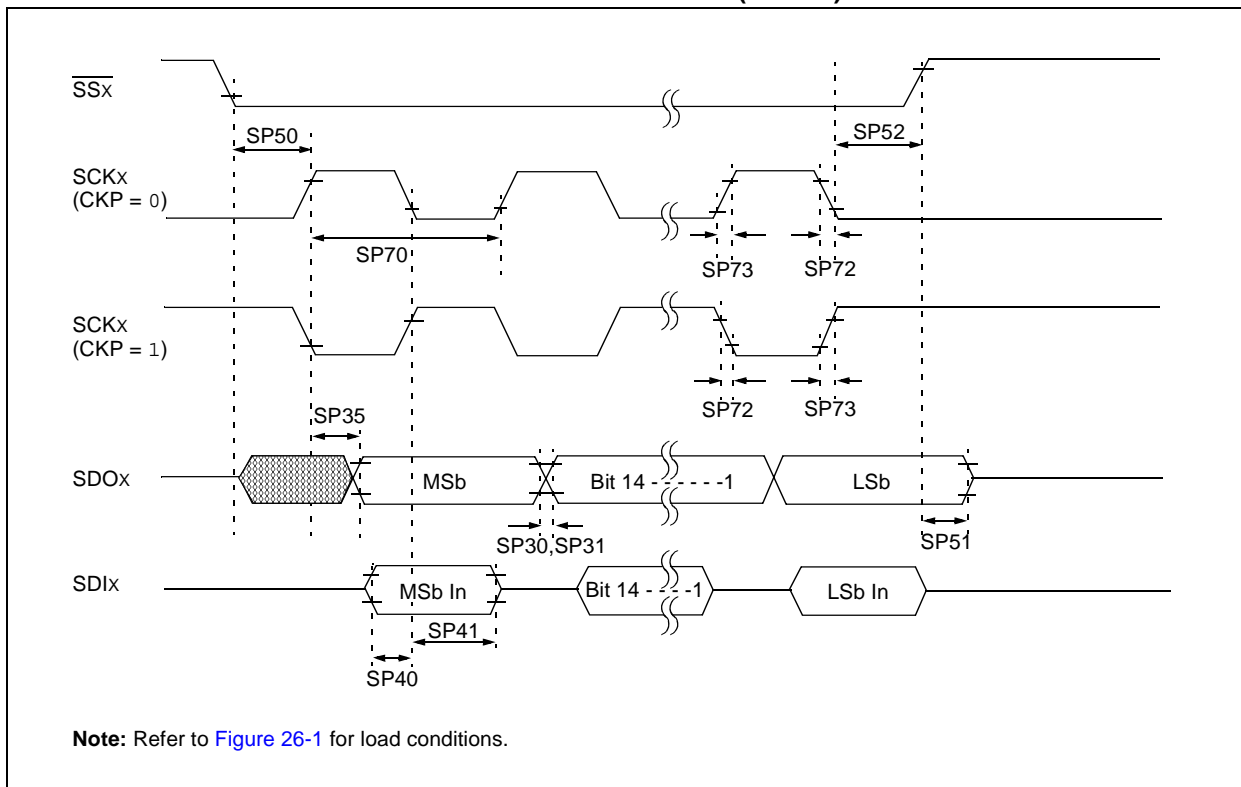 SSX
SP50
SP52
SCKX
(CKP = 0)
SP70
SP73
SP72
SCKX
(CKP = 1)
SP72
SP73
SP35
SDOX
MSb
Bit 14 - - - - - -1
LSb
SP30,SP31
SP51
SDIX
MSb In
Bit 14 - - - -1
LSb In
SP41
SP40
Note: Refer to Figure 26-1 for load conditions.